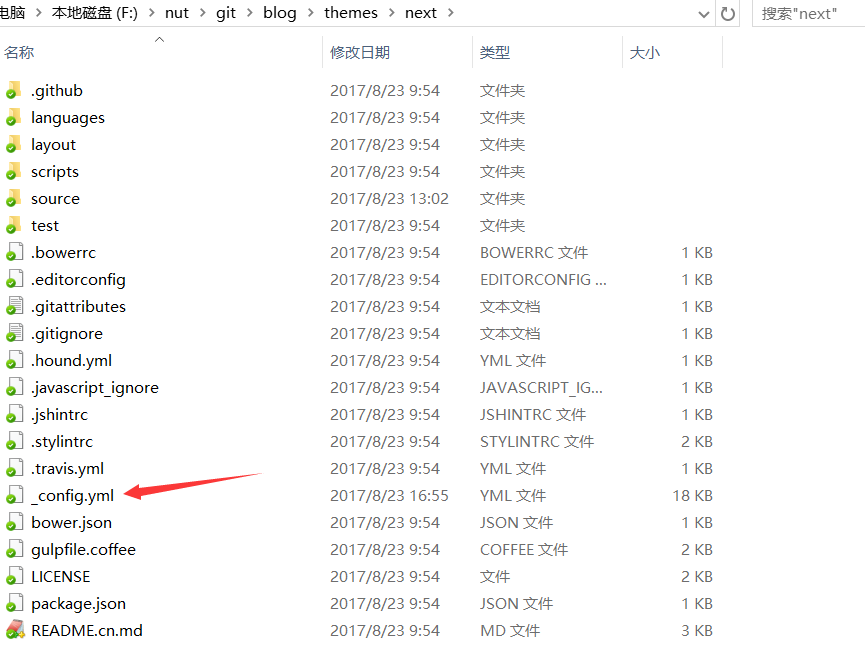 电脑 > 本地磁盘 (F:) > nut > git > blog > themes > next > 搜索"next"
名称 修改日期 类型 大小
.github 2017/8/23 9:54 文件夹
languages 2017/8/23 9:54 文件夹
layout 2017/8/23 9:54 文件夹
scripts 2017/8/23 9:54 文件夹
source 2017/8/23 13:02 文件夹
test 2017/8/23 9:54 文件夹
.bowerrc 2017/8/23 9:54 BOWERRC 文件 1 KB
.editorconfig 2017/8/23 9:54 EDITORCONFIG ... 1 KB
.gitattributes 2017/8/23 9:54 文本文档 1 KB
.gitignore 2017/8/23 9:54 文本文档 1 KB
.hound.yml 2017/8/23 9:54 YML 文件 1 KB
.javascript_ignore 2017/8/23 9:54 JAVASCRIPT_IG... 1 KB
.jshintrc 2017/8/23 9:54 JSHINTRC 文件 1 KB
.stylintrc 2017/8/23 9:54 STYLINTRC 文件 2 KB
.travis.yml 2017/8/23 9:54 YML 文件 1 KB
_config.yml 2017/8/23 16:55 YML 文件 18 KB
bower.json 2017/8/23 9:54 JSON 文件 1 KB
gulpfile.coffee 2017/8/23 9:54 COFFEE 文件 2 KB
LICENSE 2017/8/23 9:54 文件 2 KB
package.json 2017/8/23 9:54 JSON 文件 1 KB
README.cn.md 2017/8/23 9:54 MD 文件 3 KB